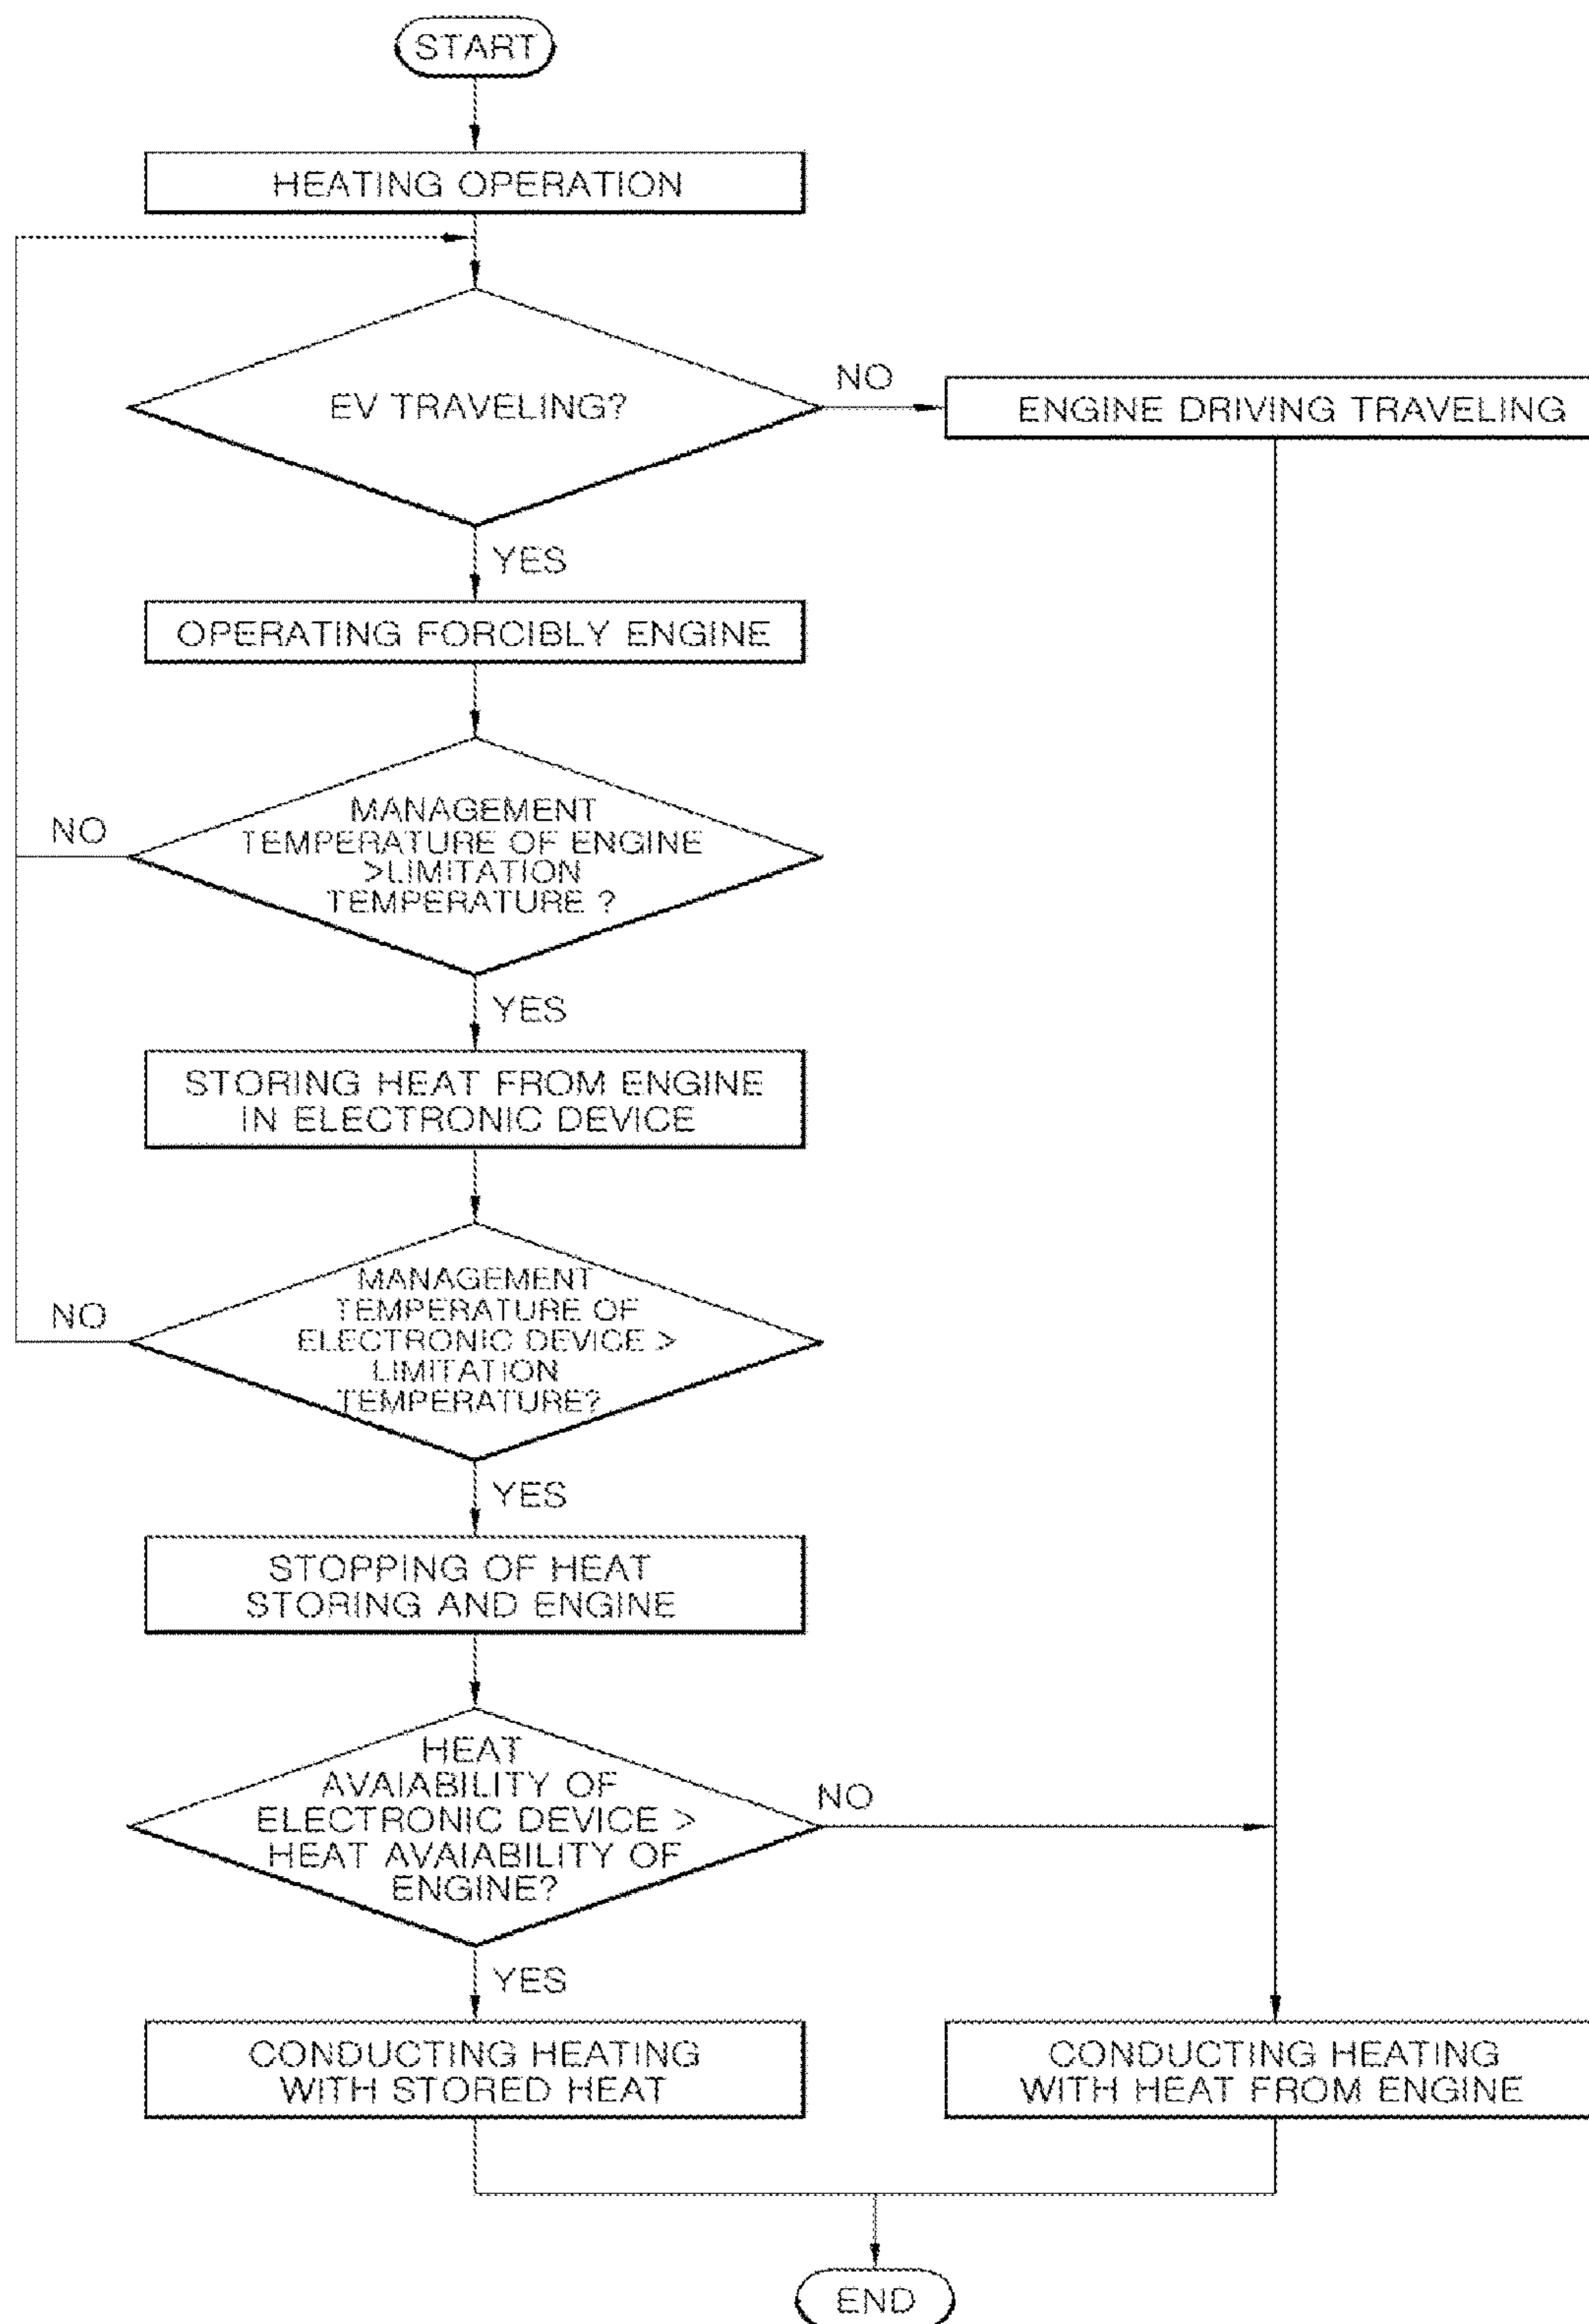 START
HEATING OPERATION
EV TRAVELING?
NO
ENGINE DRIVING TRAVELING
YES
OPERATING FORCIBLY ENGINE
MANAGEMENT
TEMPERATURE OF ENGINE
>LIMITATION
TEMPERATURE ?
NO
YES
STORING HEAT FROM ENGINE
IN ELECTRONIC DEVICE
MANAGEMENT
TEMPERATURE OF
ELECTRONIC DEVICE >
LIMITATION
TEMPERATURE?
NO
YES
STOPPING OF HEAT
STORING AND ENGINE
HEAT
AVAIABILITY OF
ELECTRONIC DEVICE >
HEAT AVAIABILITY OF
ENGINE?
NO
YES
CONDUCTING HEATING
WITH STORED HEAT
CONDUCTING HEATING
WITH HEAT FROM ENGINE
END